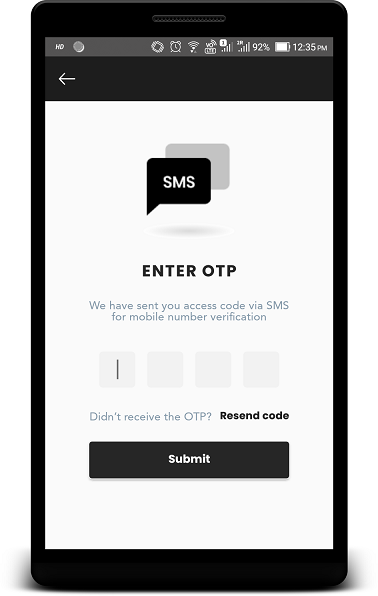 HD 92% 12:35 PM
SMS
ENTER OTP
We have sent you access code via SMS
for mobile number verification
Didn't receive the OTP? Resend code
Submit